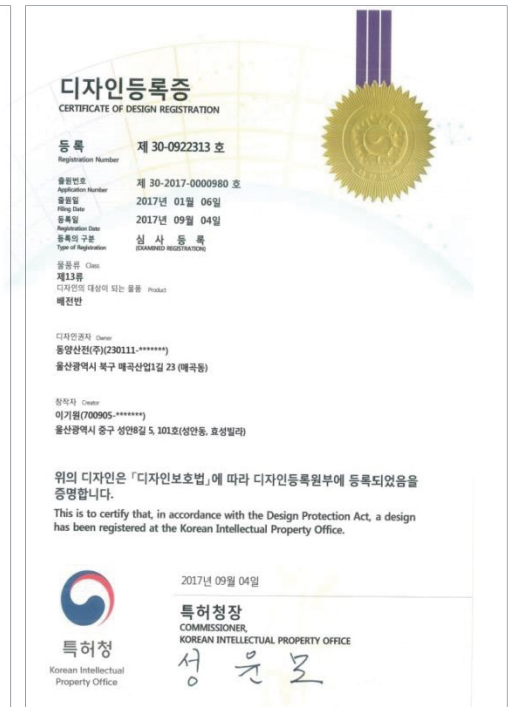 디자인등록증
CERTIFICATE OF DESIGN REGISTRATION
등 록 제 30-0922313 호
Registration Number
출원번호 제 30-2017-0000980 호
Application Number
출원일 2017년 01월 06일
Filing Date
등록일 2017년 09월 04일
Registration Date
등록의 구분 심 사 등 록
Type of Registration (EXAMINED REGISTRATION)
물품류 Class
제13류
디자인의 대상이 되는 물품 Product
배전반
디자인권자 Owner
동양산전(주)(230111-*******)
울산광역시 북구 매곡산업1길 23 (매곡동)
창작자 Creator
이기원(700905-*******)
울산광역시 중구 성안8길 5, 101호(성안동, 효성빌라)
위의 디자인은 「디자인보호법」에 따라 디자인등록원부에 등록되었음을
증명합니다.
This is to certify that, in accordance with the Design Protection Act, a design
has been registered at the Korean Intellectual Property Office.
2017년 09월 04일
특허청장
COMMISSIONER,
KOREAN INTELLECTUAL PROPERTY OFFICE
성 윤 모
특허청
Korean Intellectual
Property Office